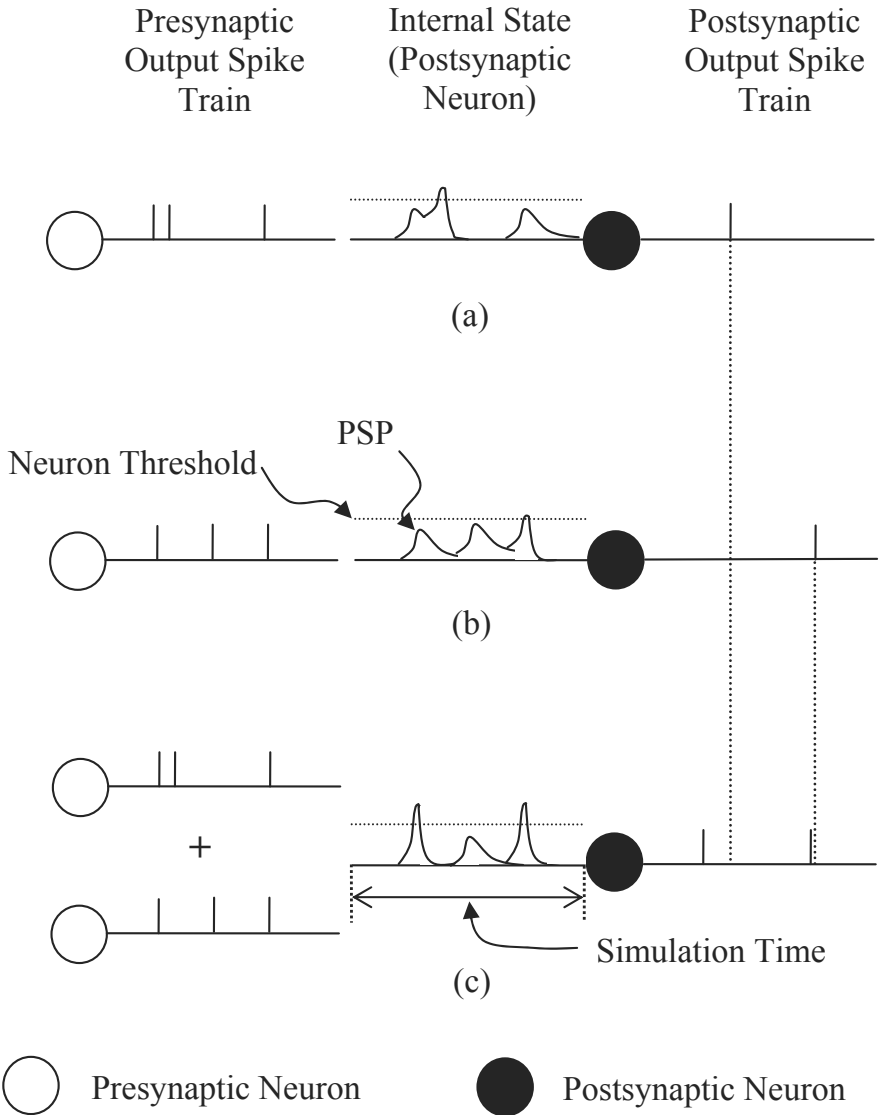 Presynaptic
Output Spike
Train
Internal State
(Postsynaptic
Neuron)
Postsynaptic
Output Spike
Train
(a)
PSP
Neuron Threshold
(b)
+
Simulation Time
(c)
Presynaptic Neuron
Postsynaptic Neuron